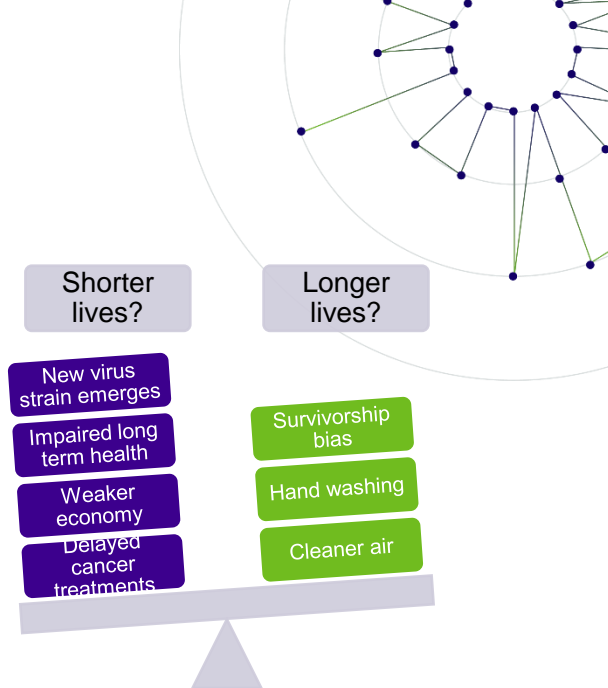 Shorter
lives?
Longer
lives?
New virus
strain emerges
Impaired long
term health
Weaker
economy
Delayed
cancer
treatments
Survivorship
bias
Hand washing
Cleaner air